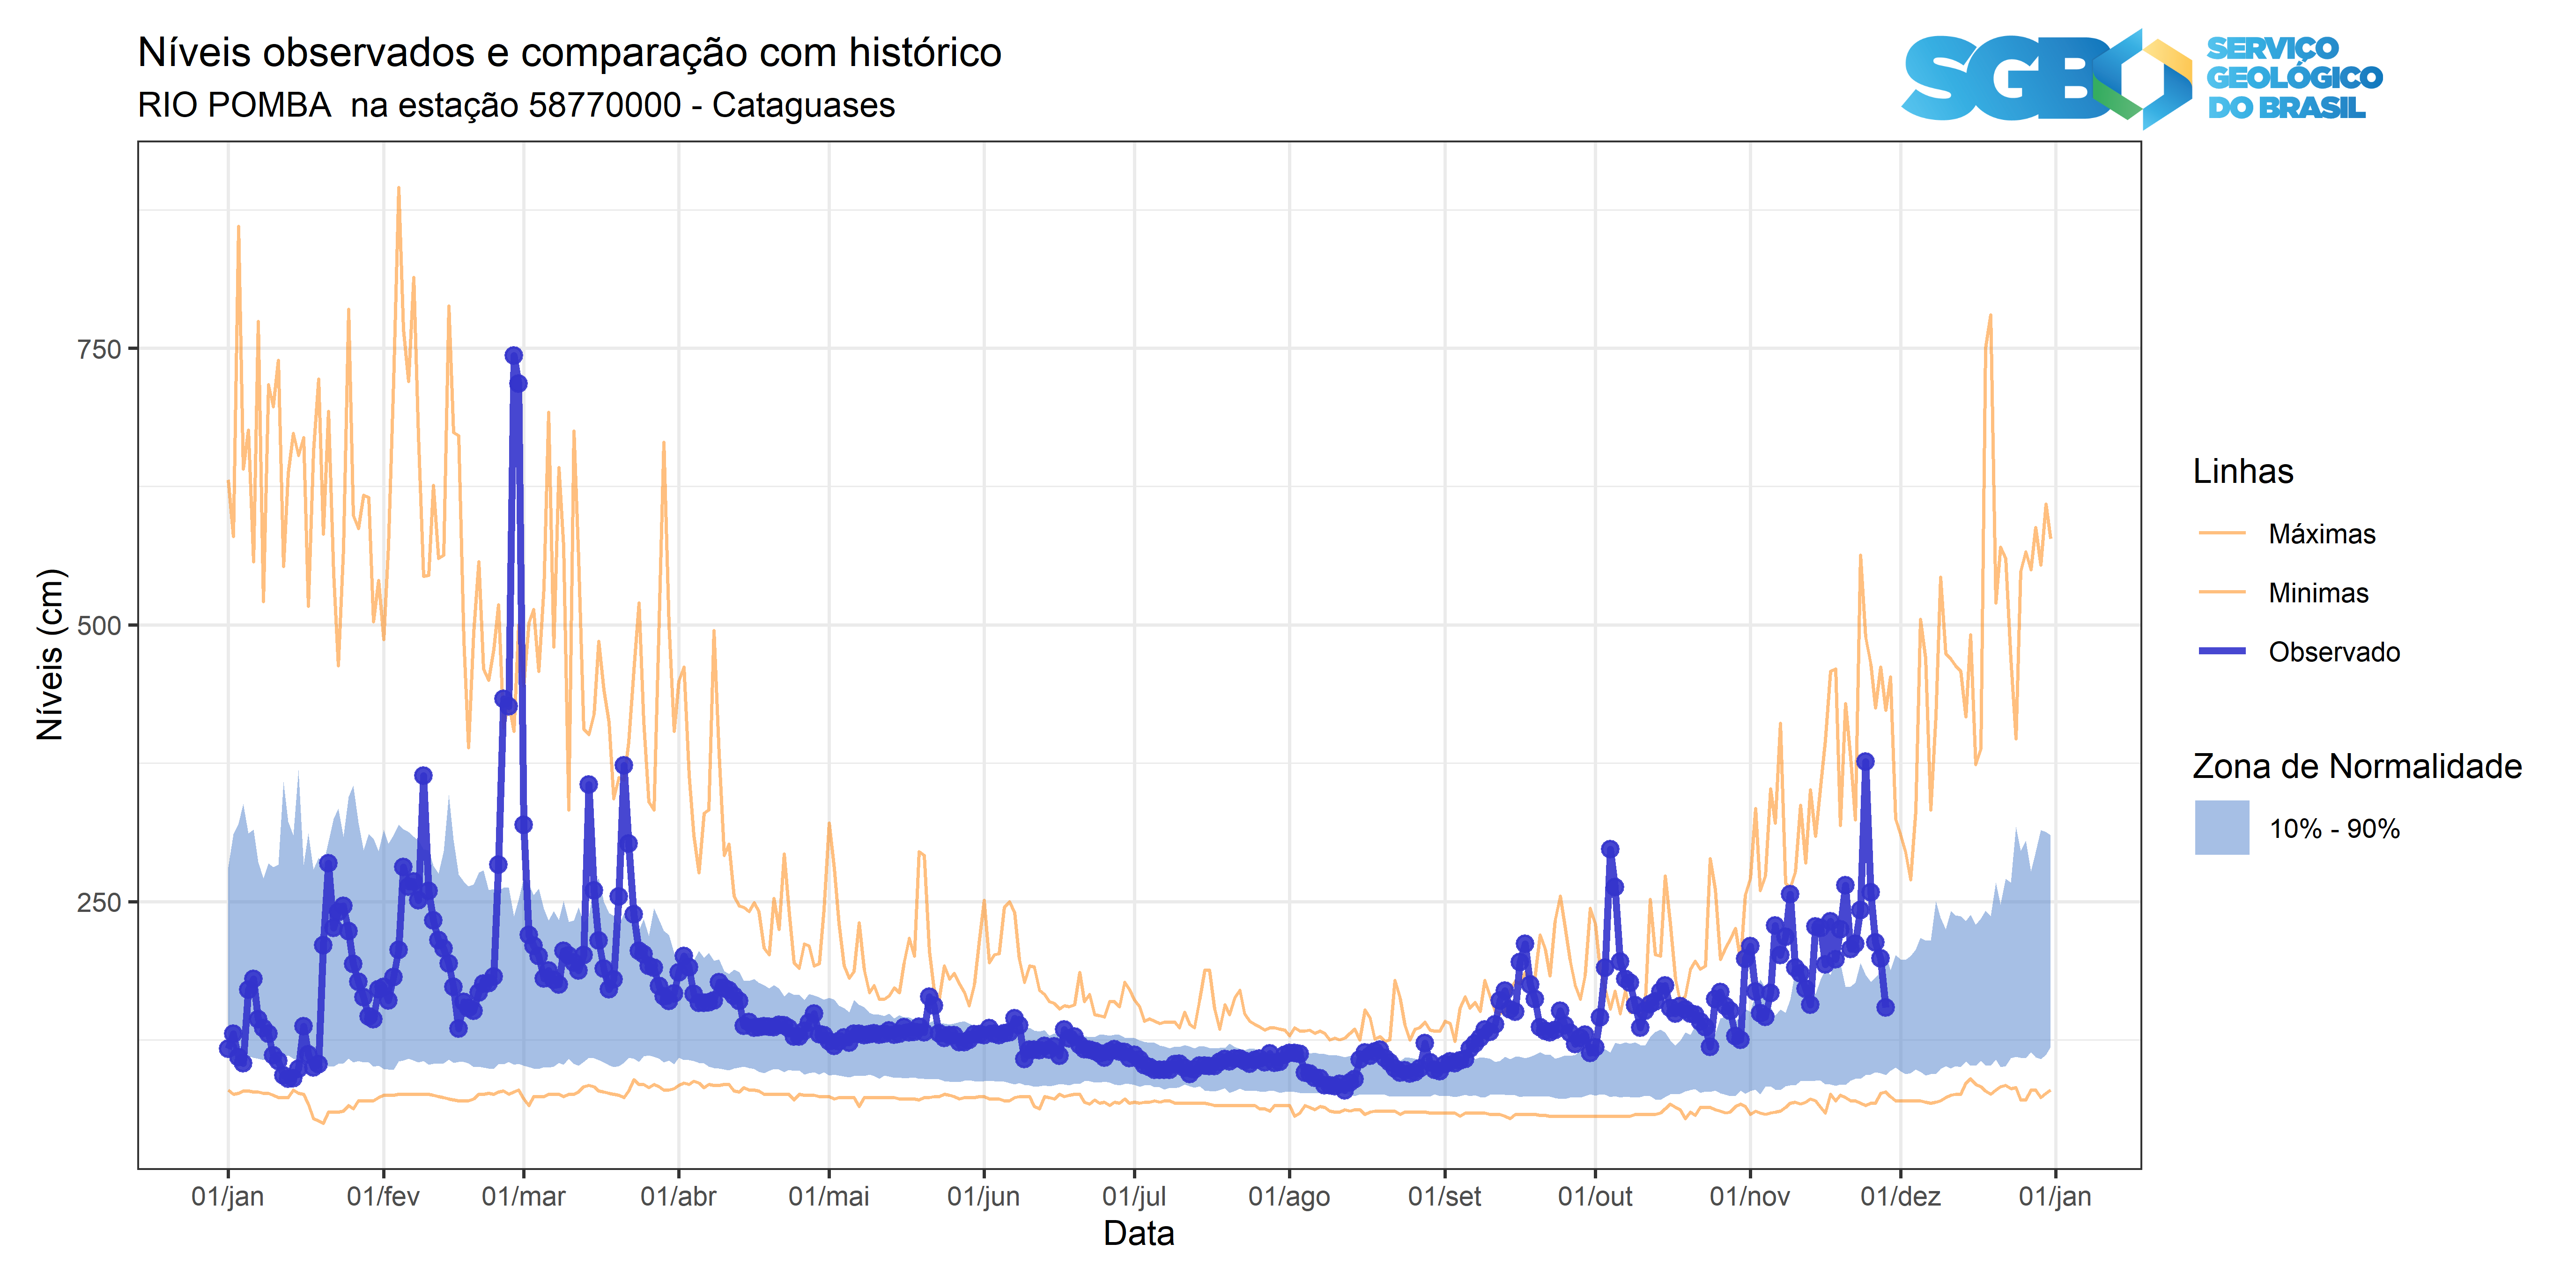 Níveis observados e comparação com histórico
RIO POMBA  na estação 58770000 - Cataguases
SGB
SERVIÇO
GEOLÓGICO
DO BRASIL
Níveis (cm)
750
500
250
01/jan
01/fev
01/mar
01/abr
01/mai
01/jun
01/jul
01/ago
01/set
01/out
01/nov
01/dez
01/jan
Data
Linhas
Máximas
Minimas
Observado
Zona de Normalidade
10% - 90%